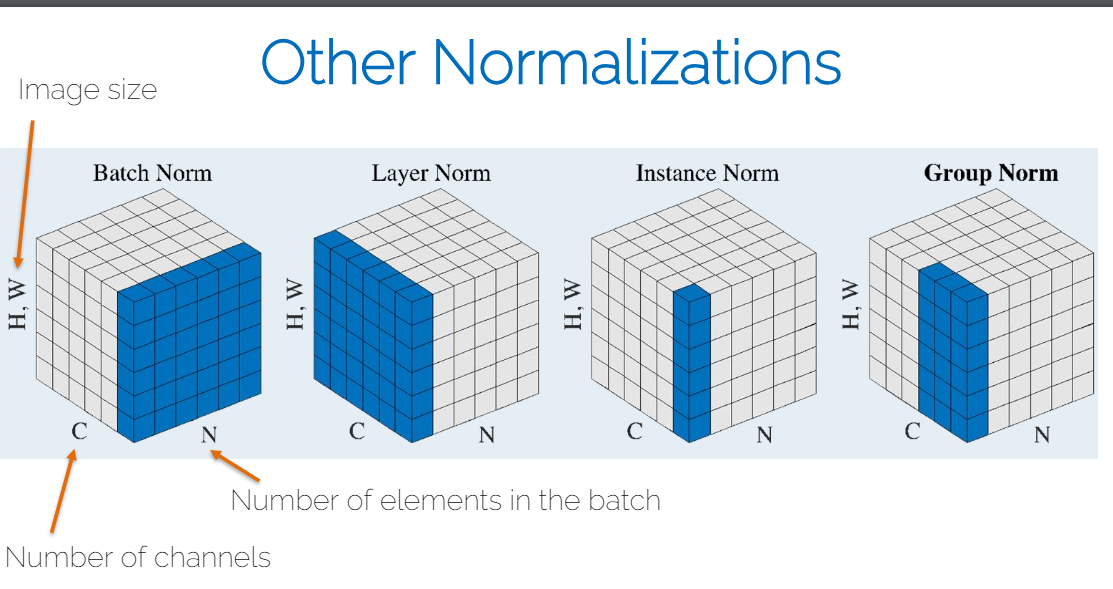 Other Normalizations
Image size
Batch Norm
Layer Norm
Instance Norm
Group Norm
H, W
H, W
H, W
H, W
C
N
C
N
C
N
C
N
Number of elements in the batch
Number of channels